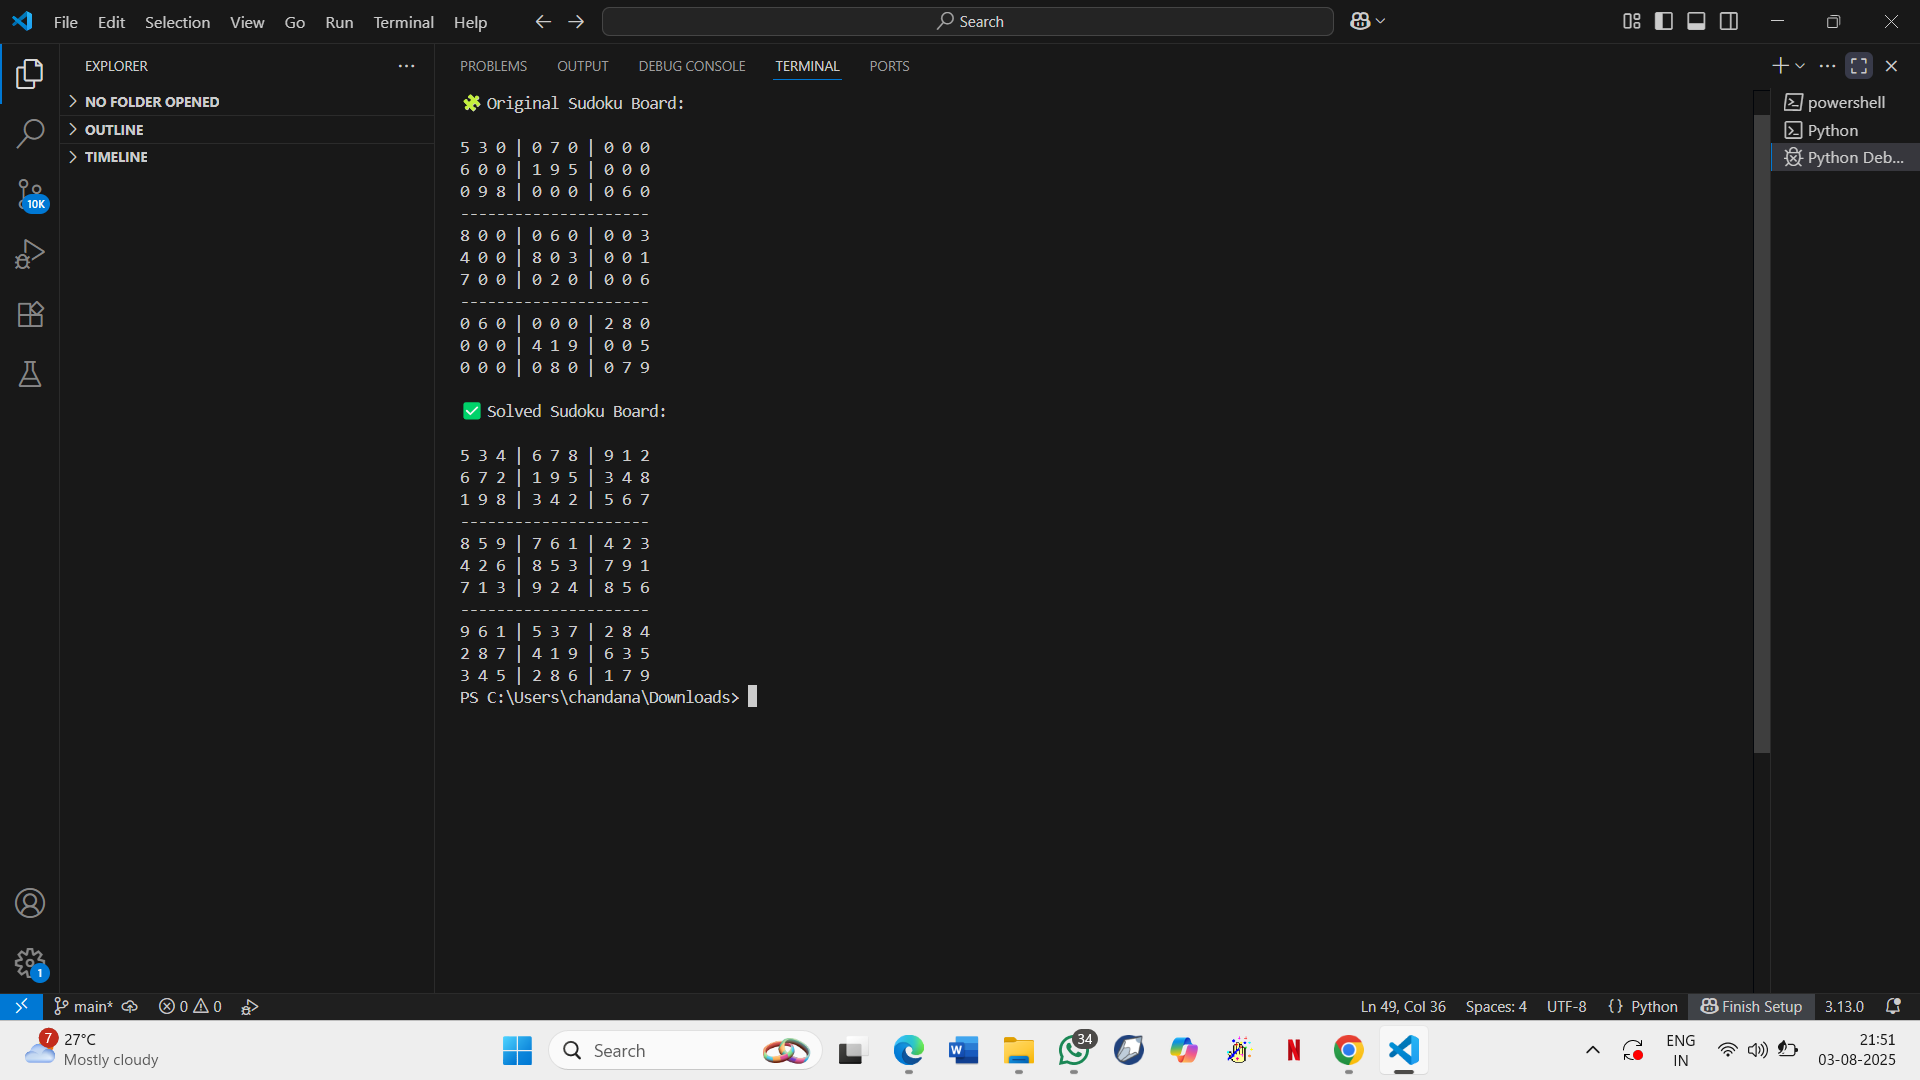 File Edit Selection View Go Run Terminal Help
Search
EXPLORER
NO FOLDER OPENED
OUTLINE
TIMELINE
10K
1
PROBLEMS OUTPUT DEBUG CONSOLE TERMINAL PORTS
powershell
Python
Python Deb...
Original Sudoku Board:
5 3 0 | 0 7 0 | 0 0 0
6 0 0 | 1 9 5 | 0 0 0
0 9 8 | 0 0 0 | 0 6 0
---------------------
8 0 0 | 0 6 0 | 0 0 3
4 0 0 | 8 0 3 | 0 0 1
7 0 0 | 0 2 0 | 0 0 6
---------------------
0 6 0 | 0 0 0 | 2 8 0
0 0 0 | 4 1 9 | 0 0 5
0 0 0 | 0 8 0 | 0 7 9
✅ Solved Sudoku Board:
5 3 4 | 6 7 8 | 9 1 2
6 7 2 | 1 9 5 | 3 4 8
1 9 8 | 3 4 2 | 5 6 7
---------------------
8 5 9 | 7 6 1 | 4 2 3
4 2 6 | 8 5 3 | 7 9 1
7 1 3 | 9 2 4 | 8 5 6
---------------------
9 6 1 | 5 3 7 | 2 8 4
2 8 7 | 4 1 9 | 6 3 5
3 4 5 | 2 8 6 | 1 7 9
PS C:\Users\chandana\Downloads>
main* 0 0
Ln 49, Col 36 Spaces: 4 UTF-8 {} Python Finish Setup 3.13.0
7
27°C
Mostly cloudy
Search
W
34
N
ENG
IN
21:51
03-08-2025